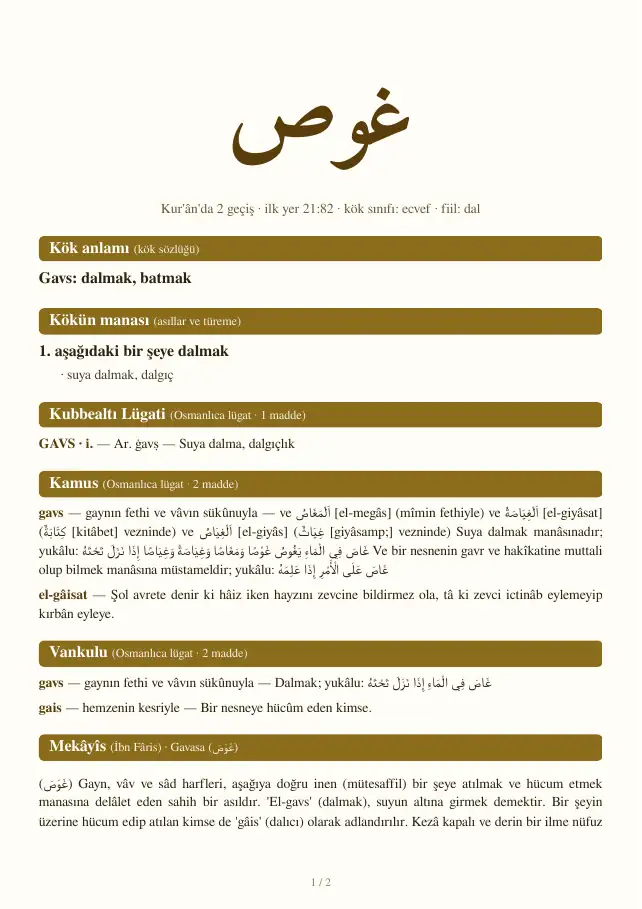 غوص
Kur'ân'da 2 geçiş · ilk yer 21:82 · kök sınıfı: ecvef · fiil: dal
Kök anlamı (kök sözlüğü)
Gavs: dalmak, batmak
Kökün manası (asıllar ve türeme)
1. aşağıdaki bir şeye dalmak
· suya dalmak, dalgıç
Kubbealtı Lügati (Osmanlıca lügat · 1 madde)
GAVS · i. — Ar. ġavṣ — Suya dalma, dalgıçlık
Kamus (Osmanlıca lügat · 2 madde)
gavs — gaynın fethi ve vâvın sükûnuyla — ve اَلْمَغَاصُ [el-megâs] (mîmin fethiyle) ve اَلْغِيَاصَةُ [el-giyâsat]
(كِتَابَةٌ [kitâbet] vezninde) ve اَلْغِيَاصُ [el-giyâs] (غِيَاثٌ [giyâsamp;] vezninde) Suya dalmak manâsınadır;
yukâlu: غَاصَ فِي الْمَاءِ يَغُوصُ غَوْصًا وَمَغَاصًا وَغِيَاصَةً وَغِيَاصًا إِذَا نَزَلَ تَحْتَهُ Ve bir nesnenin gavr ve hakîkatine muttali
olup bilmek manâsına müstameldir; yukâlu: غَاصَ عَلَى الْأَمْرِ إِذَا عَلِمَهُ
el-gâisat — Şol avrete denir ki hâiz iken hayzını zevcine bildirmez ola, tâ ki zevci ictinâb eylemeyip
kırbân eyleye.
Vankulu (Osmanlıca lügat · 2 madde)
gavs — gaynın fethi ve vâvın sükûnuyla — Dalmak; yukâlu: غَاصَ فِي الْمَاءِ إِذَا نَزَلَ تَحْتَهُ
gais — hemzenin kesriyle — Bir nesneye hücûm eden kimse.
Mekâyîs (İbn Fâris) · Gavasa (غَوَصَ)
(غَوَصَ) Gayn, vâv ve sâd harfleri, aşağıya doğru inen (mütesaffil) bir şeye atılmak ve hücum etmek
manasına delâlet eden sahih bir asıldır. 'El-gavs' (dalmak), suyun altına girmek demektir. Bir şeyin
üzerine hücum edip atılan kimse de 'gâis' (dalıcı) olarak adlandırılır. Kezâ kapalı ve derin bir ilme nüfuz
1 / 2